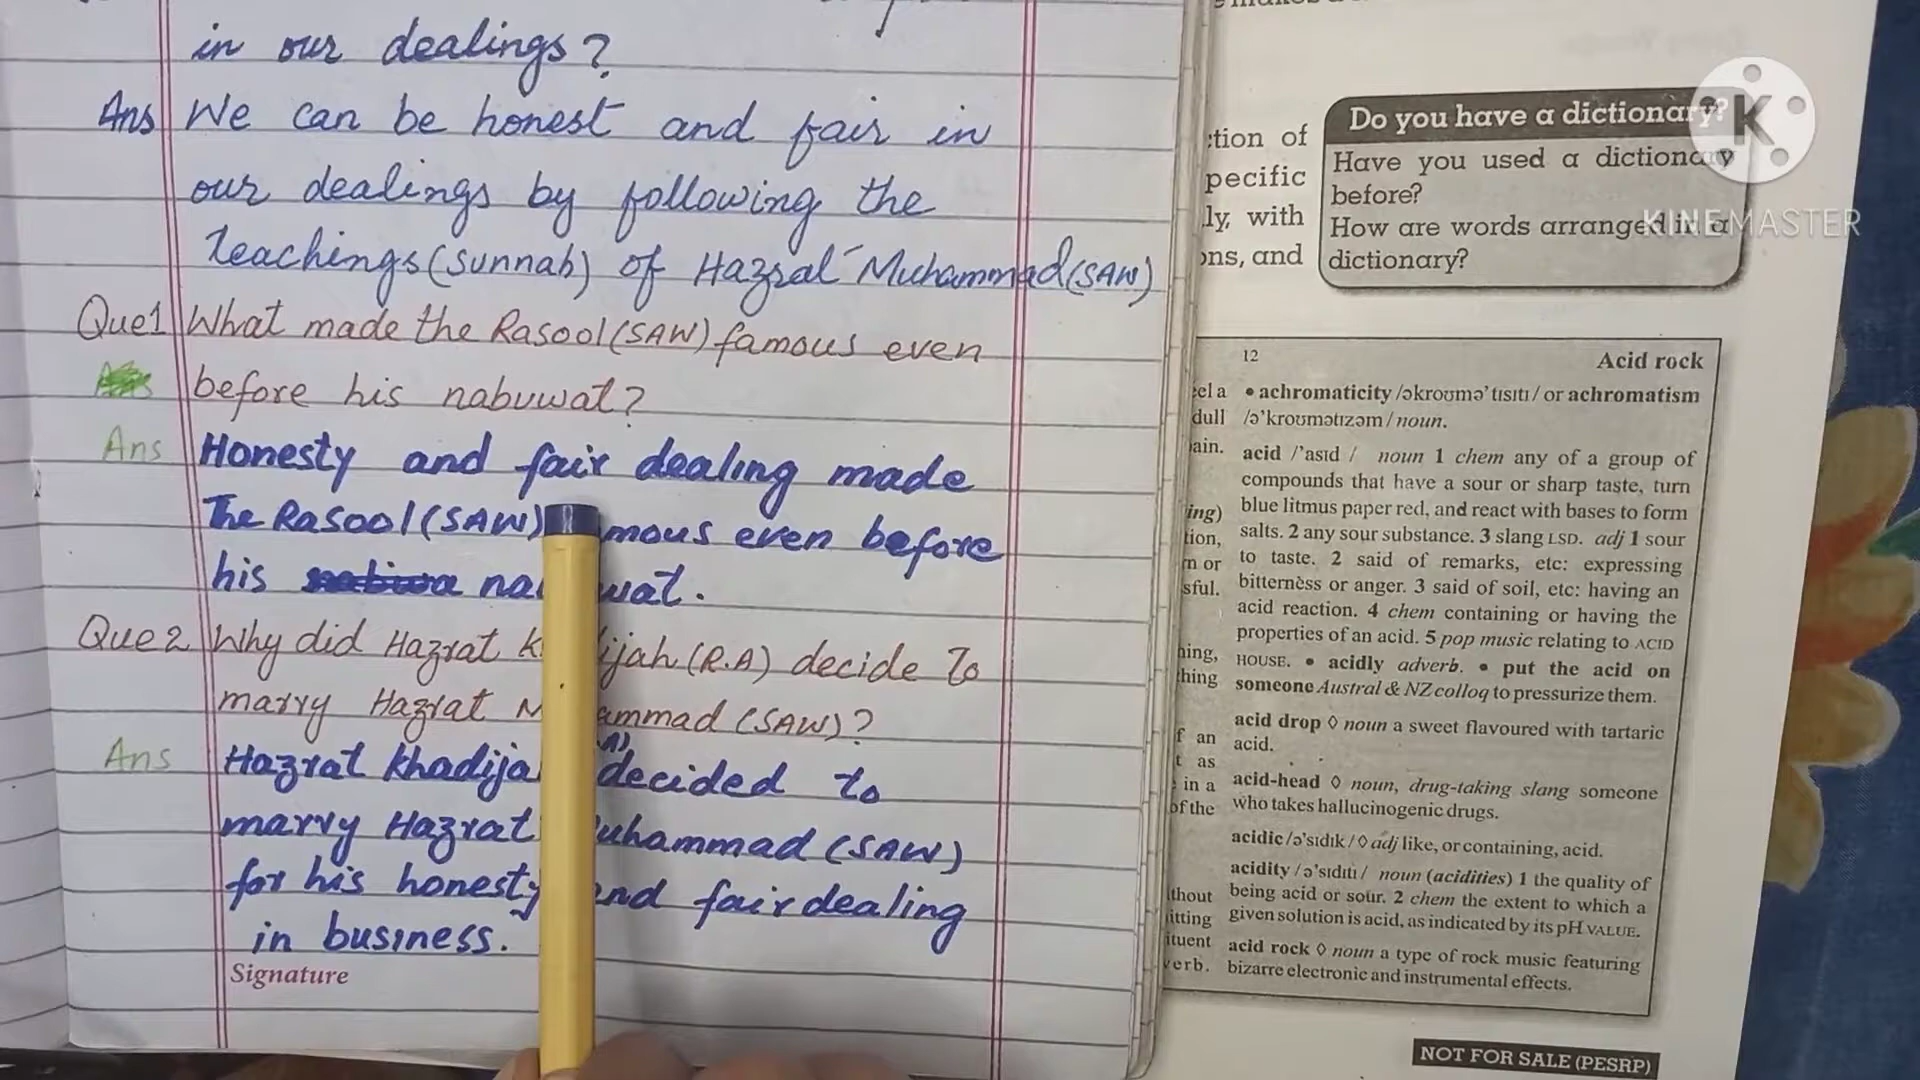 in our dealings?
Ans We can be honest and fair in
our dealings by following the
teachings (Sunnah) of Hazrat Muhammad (SAW)
Que1 What made the Rasool (SAW) famous even
before his nabuwat?
Ans Honesty and fair dealing made
The Rasool (SAW) mous even before
his wat.
Que2 Why did Hazrat K ijah (R.A) decide to
marry Hazrat M ammad (SAW)?
Ans Hazrat Khadija decided to
marry Hazrat uhammad (SAW)
for his honesty and fair dealing
in business.
Signature
ction of
pecific
ly, with
ons, and
Do you have a dictionary?
Have you used a dictionary
before?
How are words arranged in a
dictionary?
K
KINEMASTER
12 Acid rock
• achromaticity /əkroʊmə'tɪsɪtɪ/ or achromatism
/ə'kroʊmətɪzəm/ noun.
acid /'asɪd / noun 1 chem any of a group of
compounds that have a sour or sharp taste, turn
blue litmus paper red, and react with bases to form
salts. 2 any sour substance. 3 slang LSD. adj 1 sour
to taste. 2 said of remarks, etc: expressing
bitterness or anger. 3 said of soil, etc: having an
acid reaction. 4 chem containing or having the
properties of an acid. 5 pop music relating to ACID
HOUSE. • acidly adverb. • put the acid on
someone Austral & NZ colloq to pressurize them.
acid drop ◊ noun a sweet flavoured with tartaric
acid.
acid-head ◊ noun, drug-taking slang someone
who takes hallucinogenic drugs.
acidic /ə'sɪdɪk / ◊ adj like, or containing, acid.
acidity /ə'sɪdɪtɪ / noun (acidities) 1 the quality of
being acid or sour. 2 chem the extent to which a
given solution is acid, as indicated by its pH VALUE.
acid rock ◊ noun a type of rock music featuring
bizarre electronic and instrumental effects.
NOT FOR SALE (PESRP)